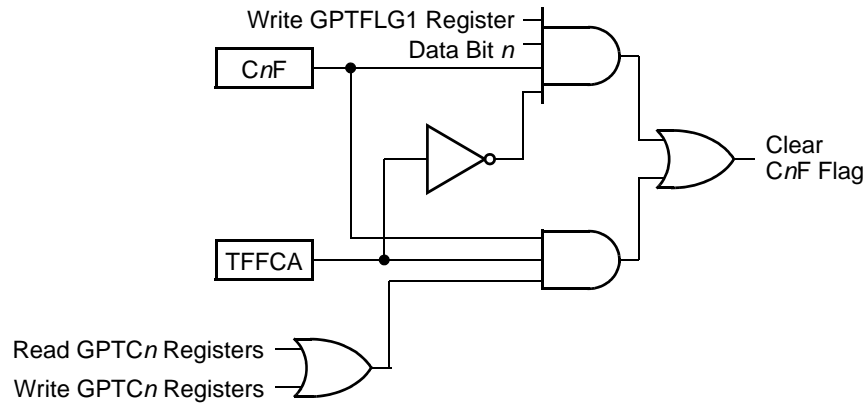 Write GPTFLG1 Register
Data Bit n
CnF
Clear
CnF Flag
TFFCA
Read GPTCn Registers
Write GPTCn Registers